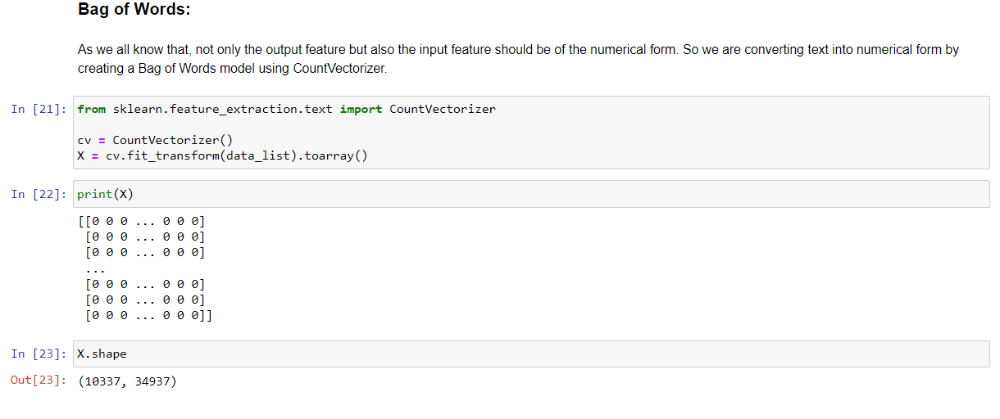 Bag of Words:
As we all know that, not only the output feature but also the input feature should be of the numerical form. So we are converting text into numerical form by
creating a Bag of Words model using CountVectorizer.
In [21]: from sklearn.feature_extraction.text import CountVectorizer
cv = CountVectorizer()
X = cv.fit_transform(data_list).toarray()
In [22]: print(X)
[[0 0 0 ... 0 0 0]
[0 0 0 ... 0 0 0]
[0 0 0 ... 0 0 0]
...
[0 0 0 ... 0 0 0]
[0 0 0 ... 0 0 0]
[0 0 0 ... 0 0 0]]
In [23]: X.shape
Out[23]: (10337, 34937)